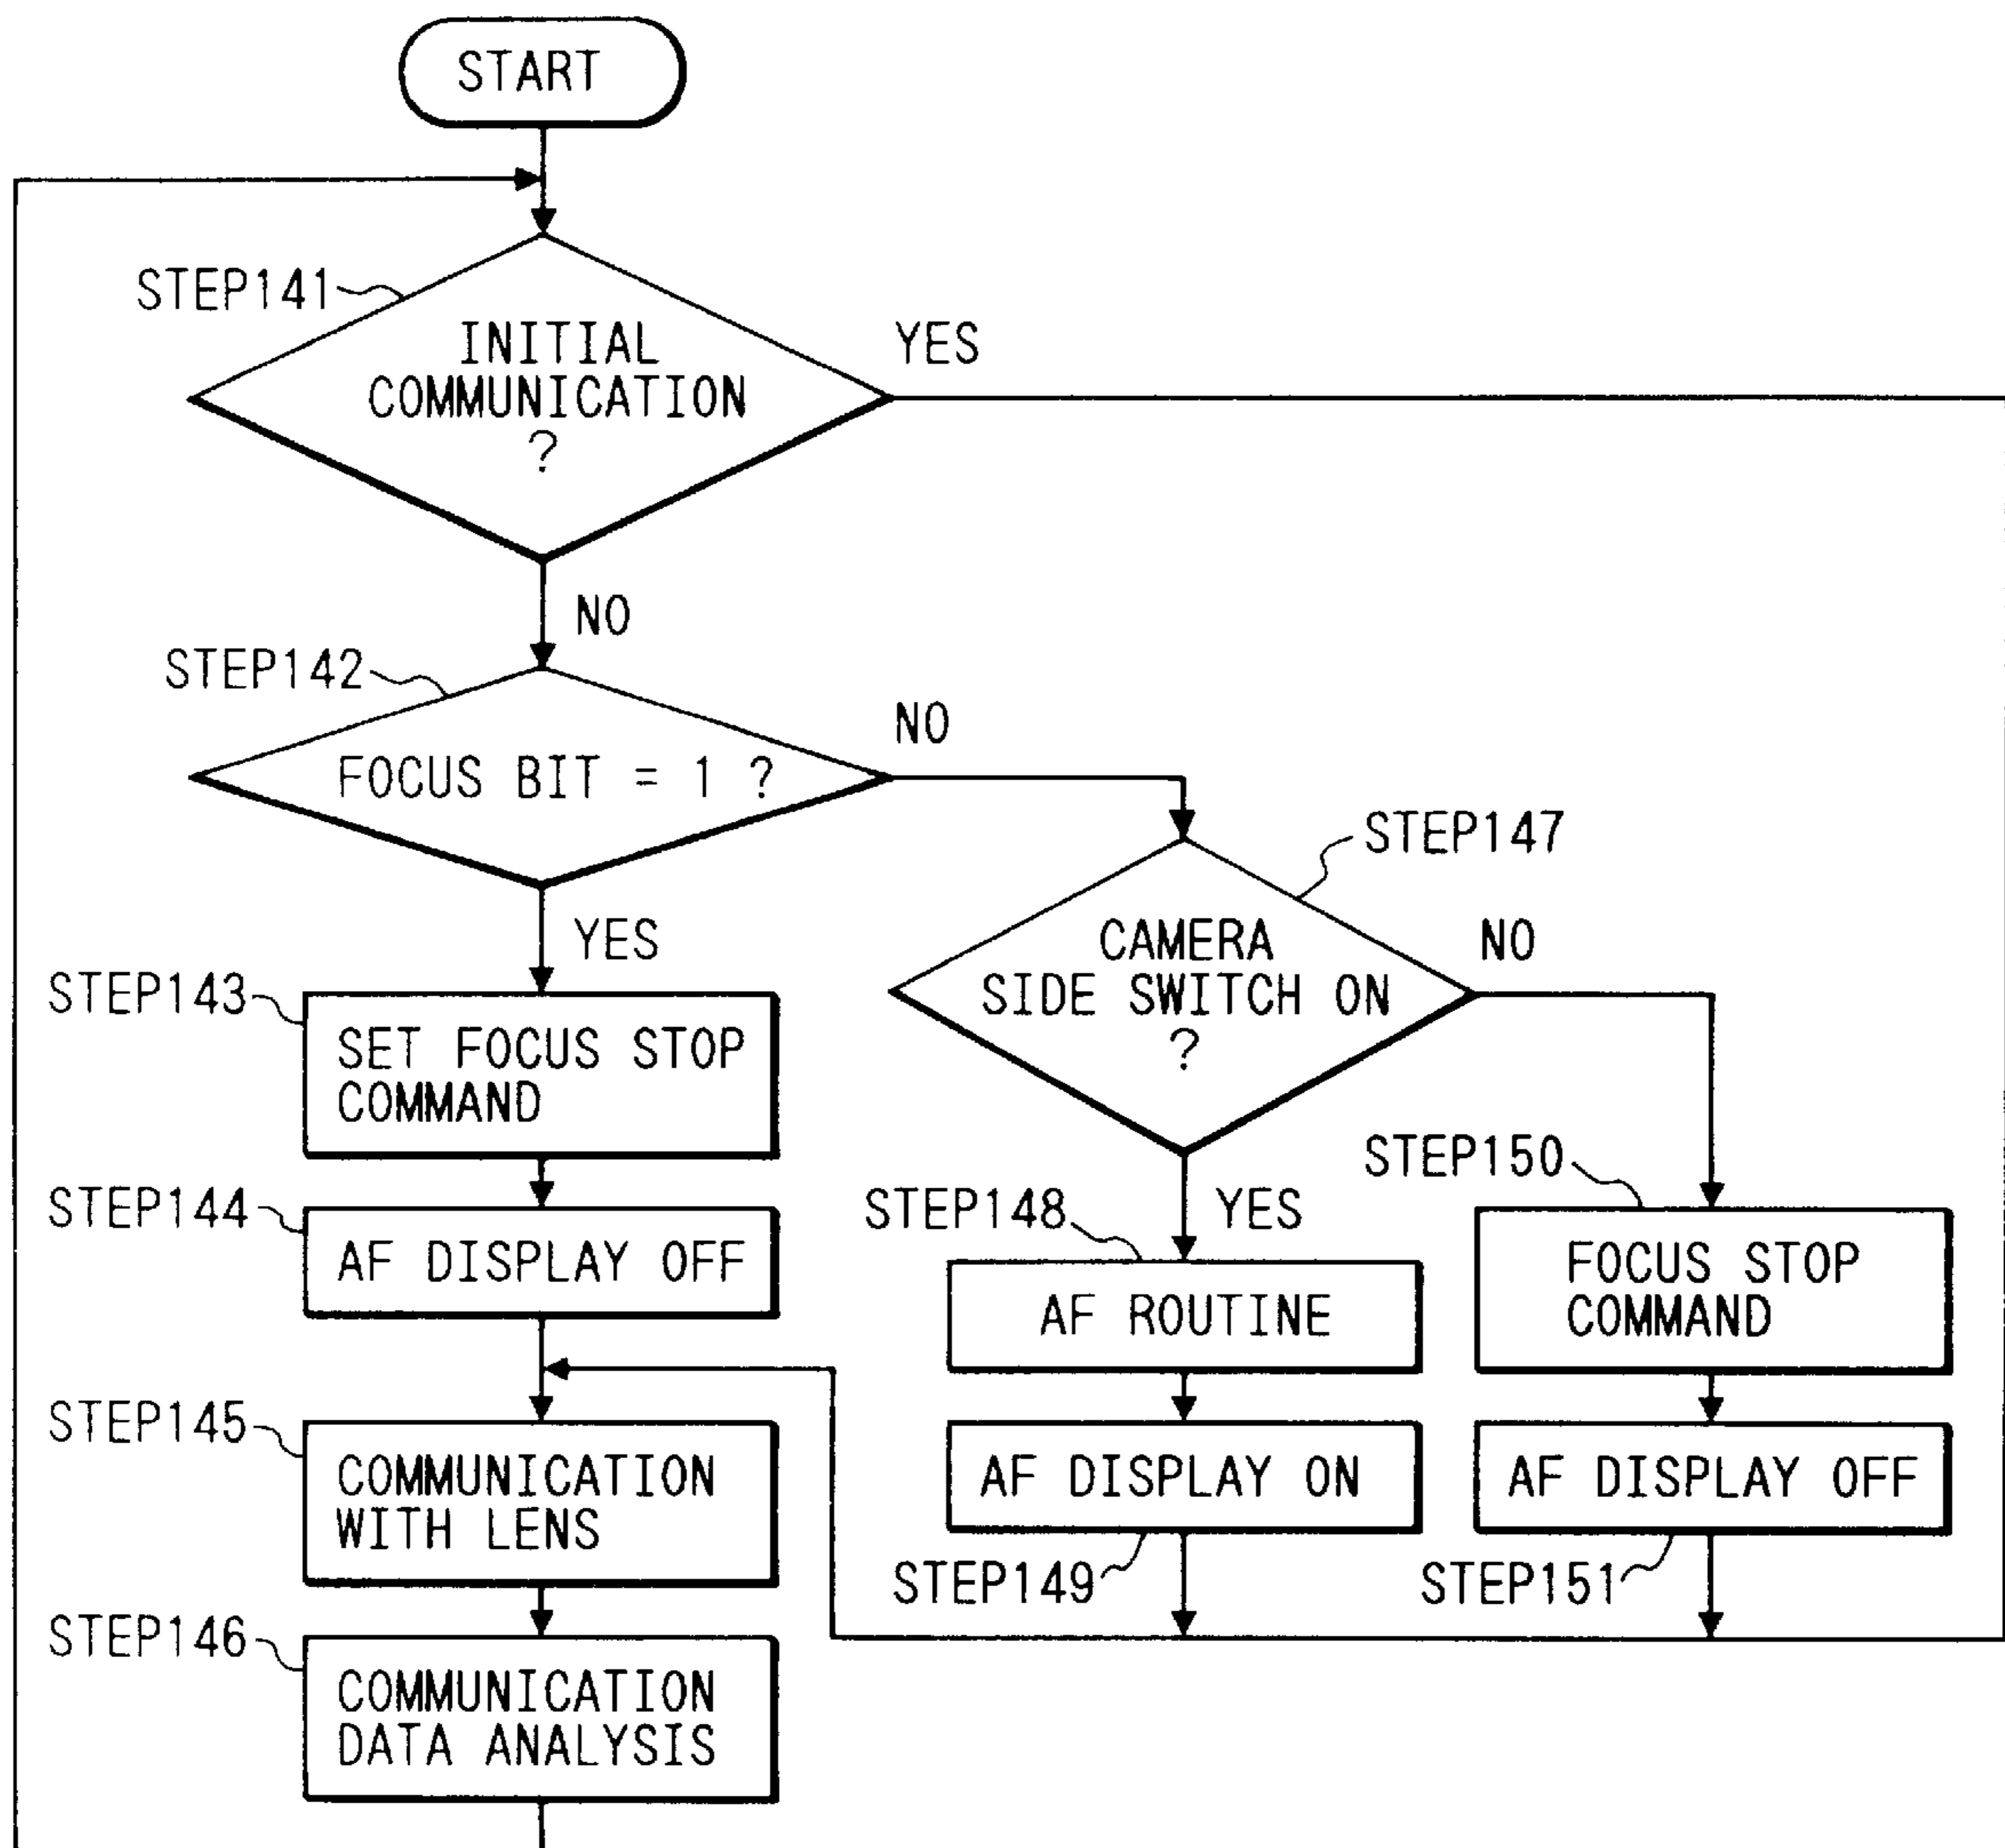 START
STEP141
INITIAL
COMMUNICATION
?
YES
NO
STEP142
FOCUS BIT = 1 ?
NO
YES
STEP147
CAMERA
SIDE SWITCH ON
?
NO
YES
STEP143
SET FOCUS STOP
COMMAND
STEP144
AF DISPLAY OFF
STEP145
COMMUNICATION
WITH LENS
STEP146
COMMUNICATION
DATA ANALYSIS
STEP148
AF ROUTINE
AF DISPLAY ON
STEP149
STEP150
FOCUS STOP
COMMAND
AF DISPLAY OFF
STEP151